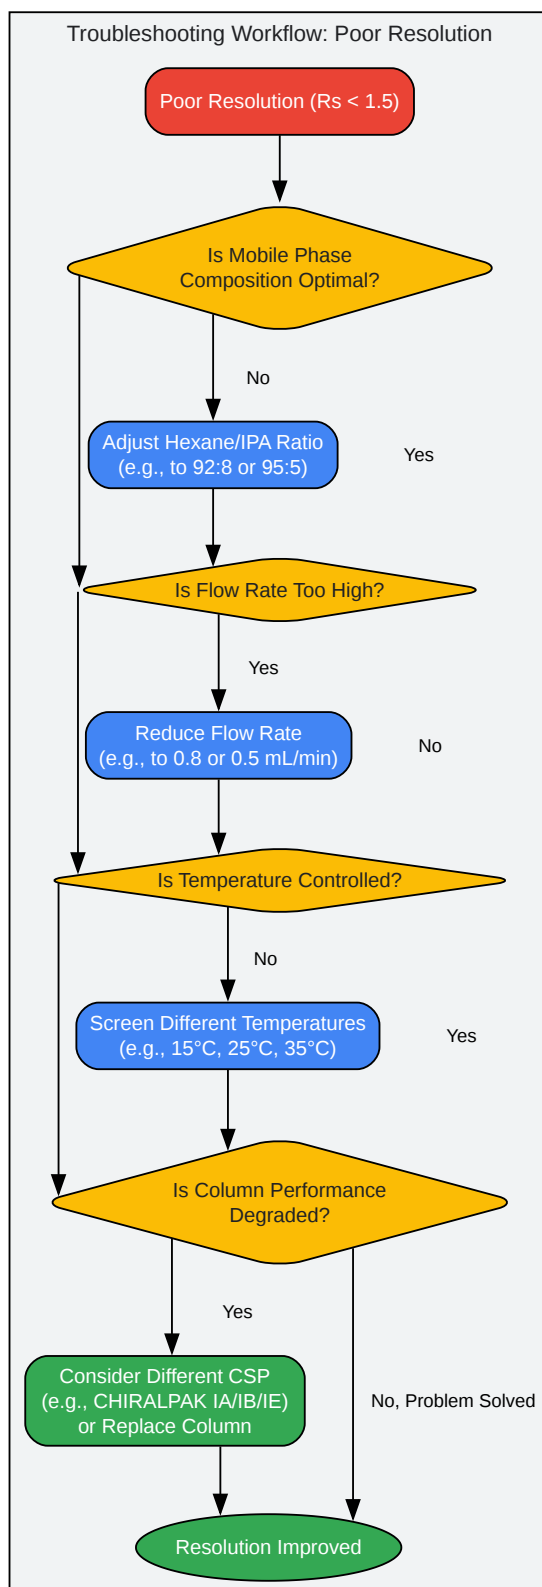 Troubleshooting Workflow: Poor Resolution
Poor Resolution (Rs < 1.5)
Is Mobile Phase
Composition Optimal?
No
Adjust Hexane/IPA Ratio
(e.g., to 92:8 or 95:5)
Yes
Is Flow Rate Too High?
Yes
Reduce Flow Rate
(e.g., to 0.8 or 0.5 mL/min)
No
Is Temperature Controlled?
No
Screen Different Temperatures
(e.g., 15°C, 25°C, 35°C)
Yes
Is Column Performance
Degraded?
Yes
Consider Different CSP
(e.g., CHIRALPAK IA/IB/IE)
or Replace Column
No, Problem Solved
Resolution Improved